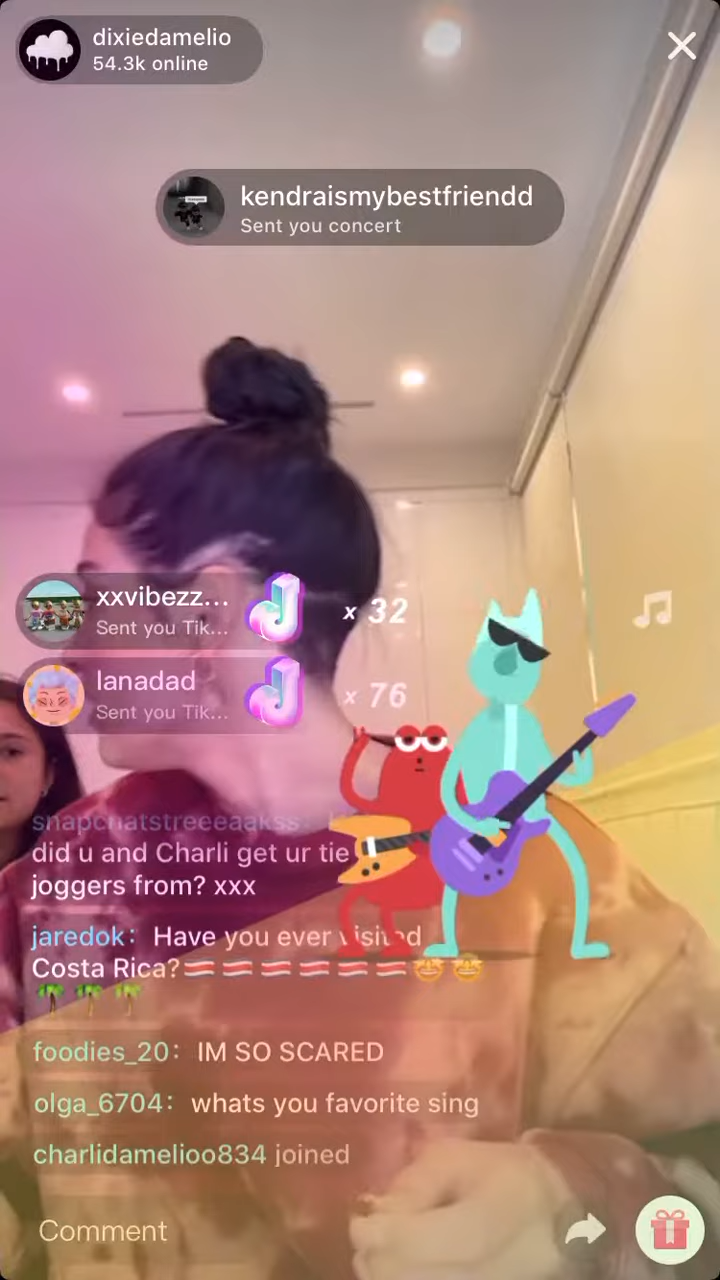 dixiedamelio
54.3k online
kendraismybestfriendd
Sent you concert
xxvibezz...
Sent you Tik...
x 32
lanadad
Sent you Tik...
x 76
snapchatstreeeaakss:
did u and Charli get ur tie
joggers from? xxx
jaredok: Have you ever visited
Costa Rica?🇨🇷🇨🇷🇨🇷🇨🇷🇨🇷🇨🇷🤩🤩
🌴🌴🌴
foodies_20: IM SO SCARED
olga_6704: whats you favorite sing
charlidamelioo834 joined
Comment